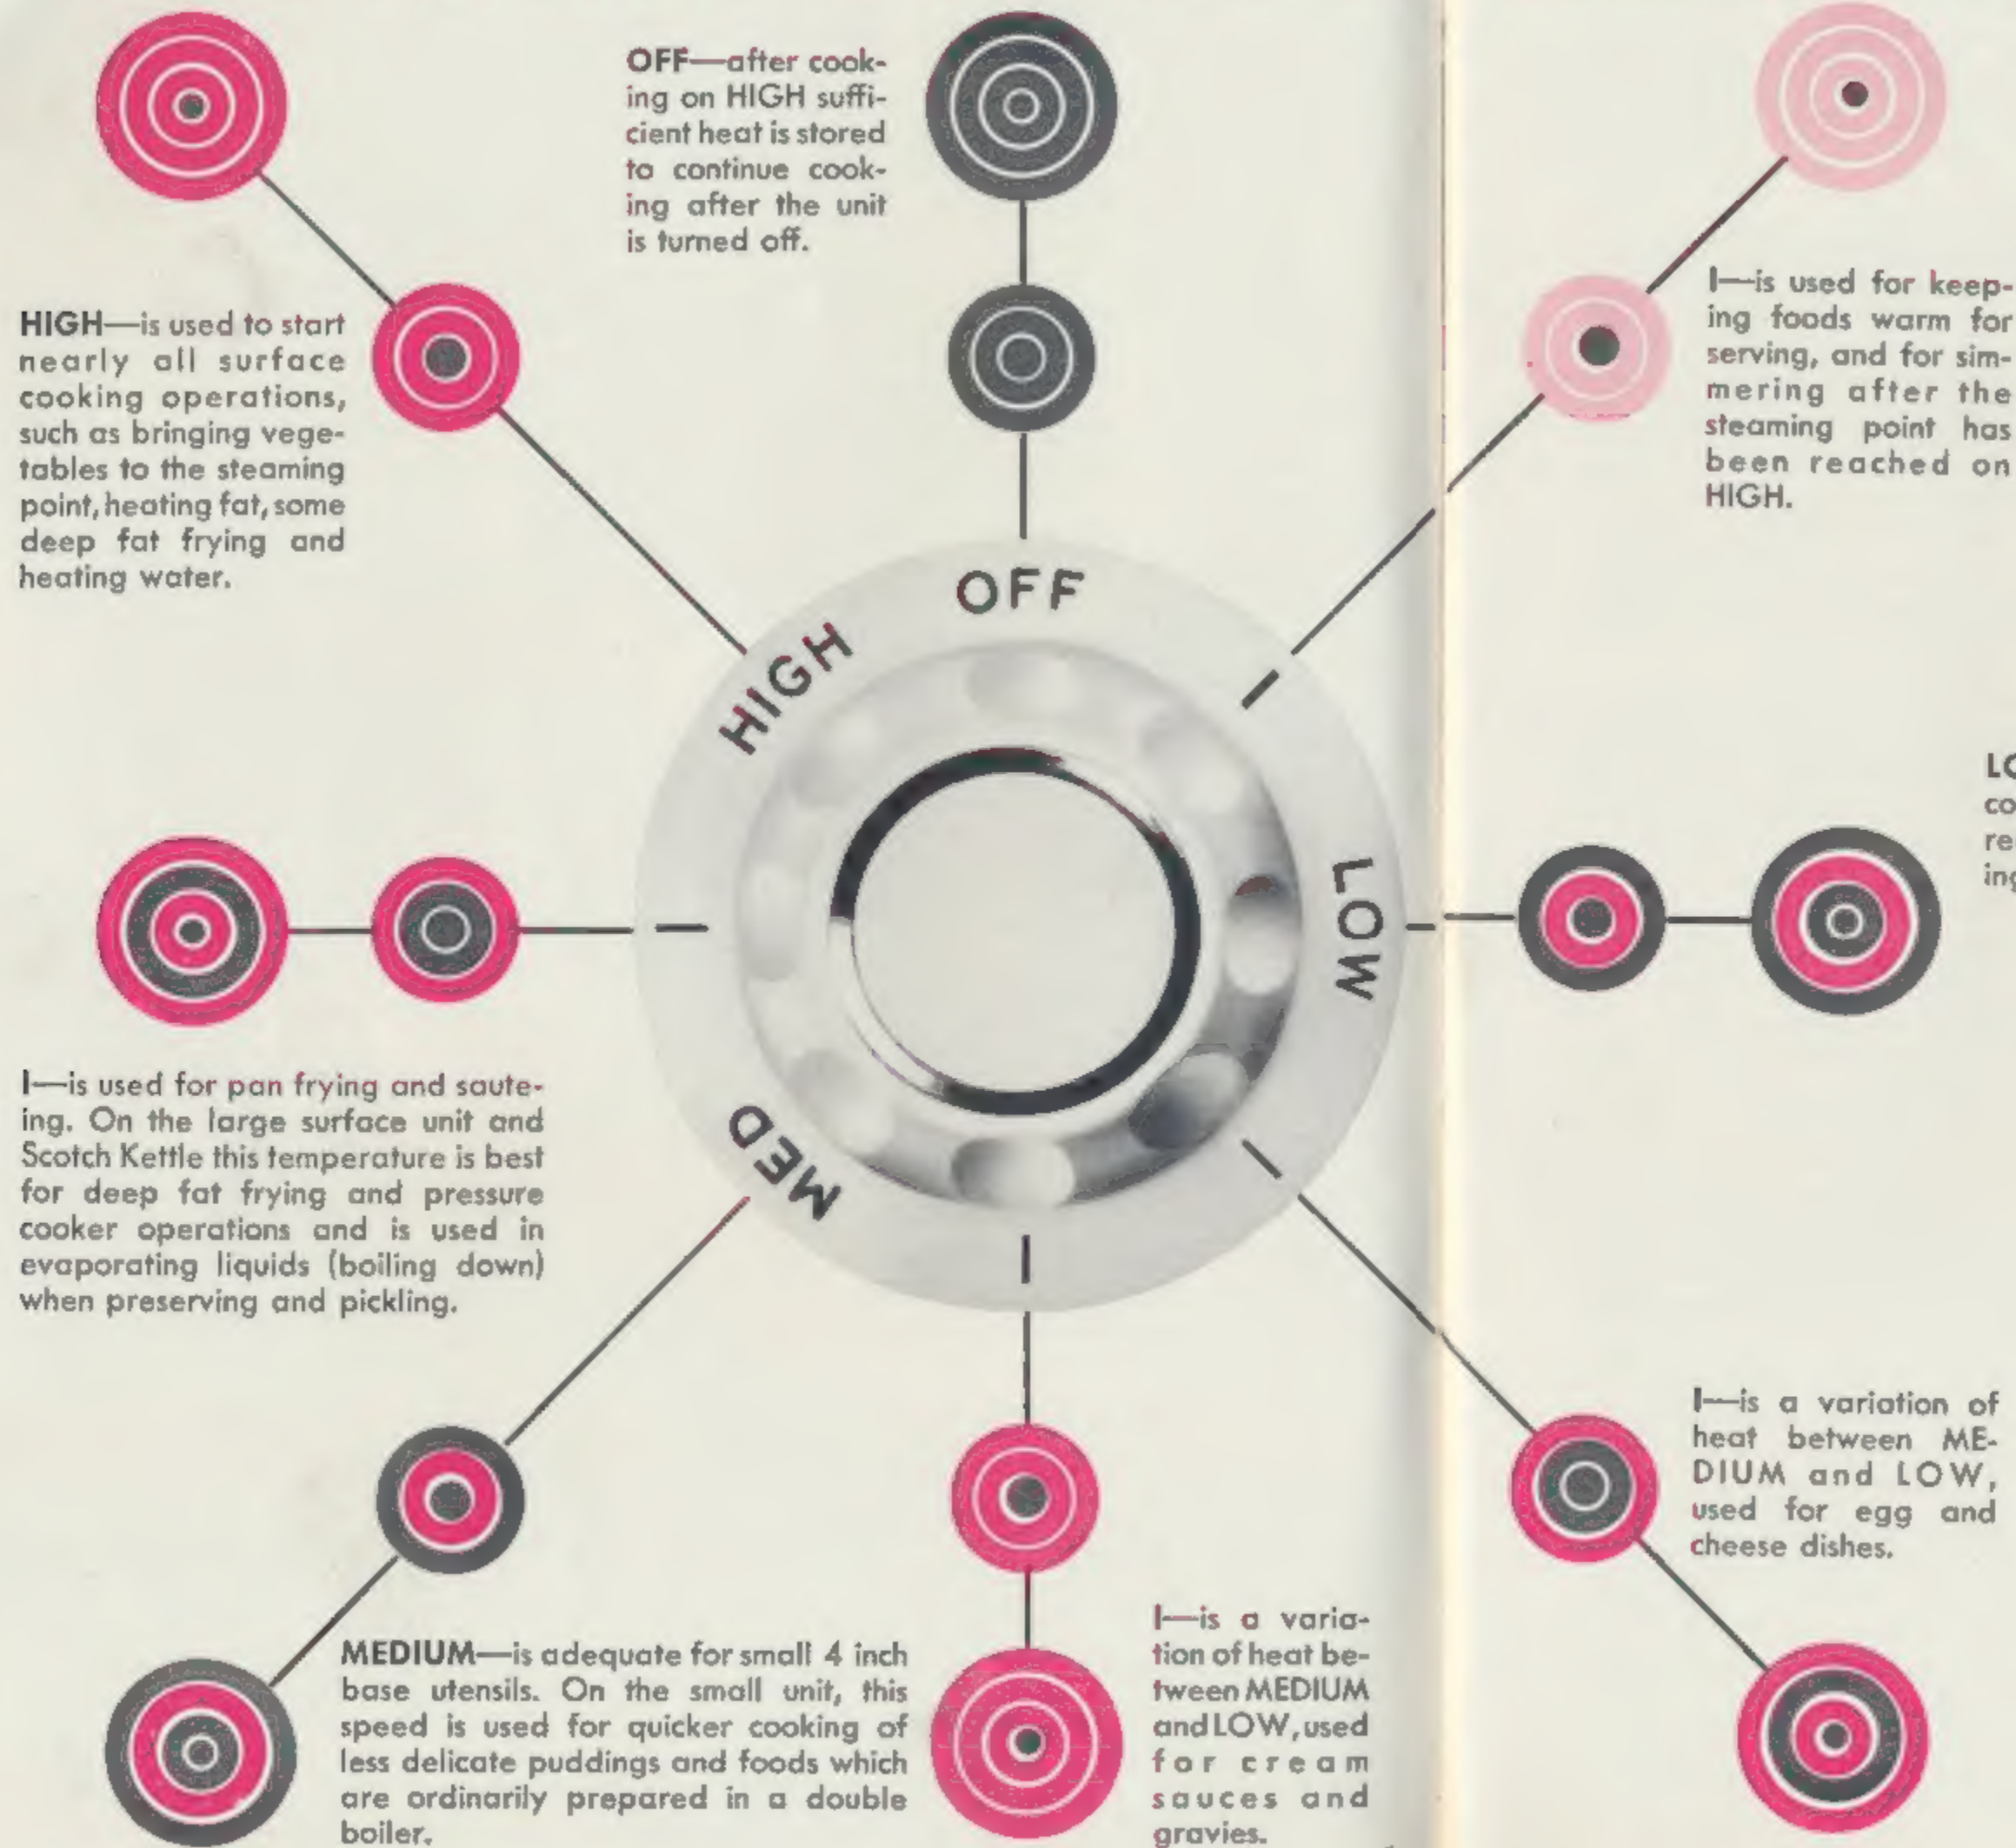 OFF—after cook-
ing on HIGH suffi-
cient heat is stored
to continue cook-
ing after the unit
is turned off.
HIGH—is used to start
nearly all surface
cooking operations,
such as bringing vege-
tables to the steaming
point, heating fat, some
deep fat frying and
heating water.
I—is used for keep-
ing foods warm for
serving, and for sim-
mering after the
steaming point has
been reached on
HIGH.
OFF
HIGH
LOW
MED
I—is used for pan frying and saute-
ing. On the large surface unit and
Scotch Kettle this temperature is best
for deep fat frying and pressure
cooker operations and is used in
evaporating liquids (boiling down)
when preserving and pickling.
MEDIUM—is adequate for small 4 inch
base utensils. On the small unit, this
speed is used for quicker cooking of
less delicate puddings and foods which
are ordinarily prepared in a double
boiler.
I—is a varia-
tion of heat be-
tween MEDIUM
and LOW, used
for cream
sauces and
gravies.
I—is a variation of
heat between ME-
DIUM and LOW,
used for egg and
cheese dishes.